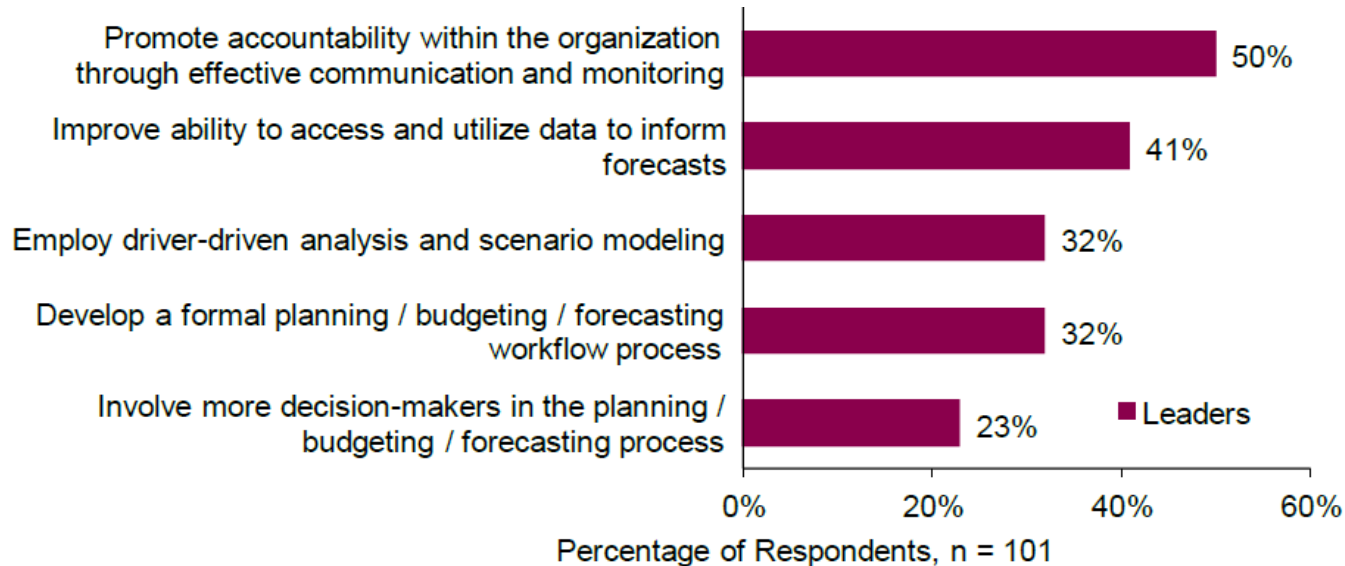 Promote accountability within the organization
through effective communication and monitoring
50%
Improve ability to access and utilize data to inform
forecasts
41%
Employ driver-driven analysis and scenario modeling
32%
Develop a formal planning / budgeting / forecasting
workflow process
32%
Involve more decision-makers in the planning /
budgeting / forecasting process
23%
Leaders
0% 20% 40% 60%
Percentage of Respondents, n = 101